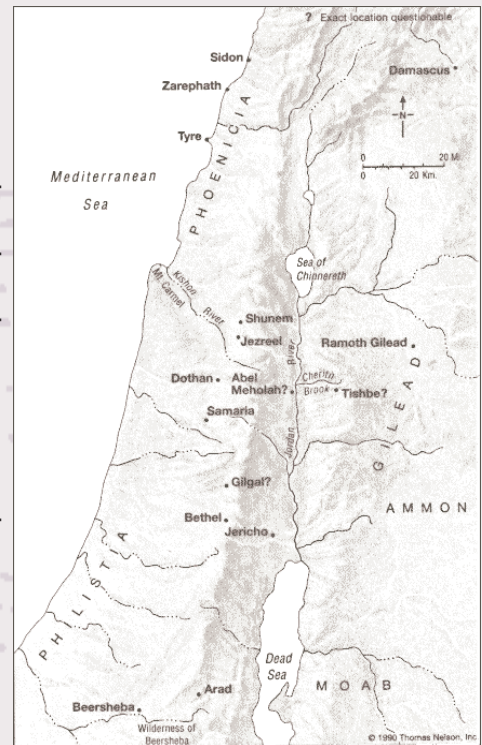 ? Exact location questionable
Sidon
Damascus
Zarephath
-N-
PHOENICIA
Tyre
0 20 Mi.
0 20 Km.
Mediterranean
Sea
Sea of
Chinnereth
Mt. Carmel
Kishon
River
Shunem
Jezreel
River
Ramoth Gilead
Dothan
Abel
Meholah?
Cherith
Brook
Tishbe?
GILEAD
Samaria
Jordan
Gilgal?
AMMON
Bethel
Jericho
PHILISTIA
Dead
Sea
MOAB
Arad
Beersheba
Wilderness of
Beersheba
© 1990 Thomas Nelson, Inc